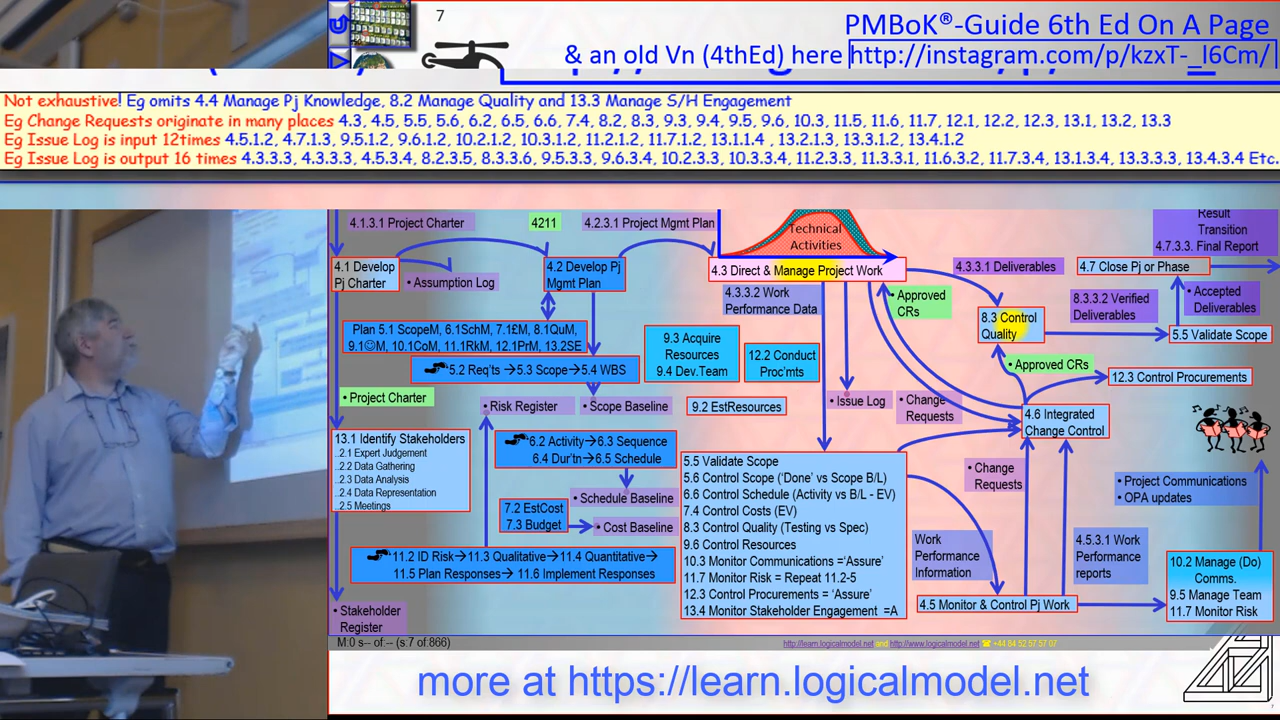 7
PMBoK®-Guide 6th Ed On A Page
& an old Vn (4thEd) here http://instagram.com/p/kzxT-_I6Cm/
Not exhaustive! Eg omits 4.4 Manage Pj Knowledge, 8.2 Manage Quality and 13.3 Manage S/H Engagement
Eg Change Requests originate in many places 4.3, 4.5, 5.5, 5.6, 6.2, 6.5, 6.6, 7.4, 8.2, 8.3, 9.3, 9.4, 9.5, 9.6, 10.3, 11.5, 11.6, 11.7, 12.1, 12.2, 12.3, 13.1, 13.2, 13.3
Eg Issue Log is input 12times 4.5.1.2, 4.7.1.3, 9.5.1.2, 9.6.1.2, 10.2.1.2, 10.3.1.2, 11.2.1.2, 11.7.1.2, 13.1.1.4 , 13.2.1.3, 13.3.1.2, 13.4.1.2
Eg Issue Log is output 16 times 4.3.3.3, 4.3.3.3, 4.5.3.4, 8.2.3.5, 8.3.3.6, 9.5.3.3, 9.6.3.4, 10.2.3.3, 10.3.3.4, 11.2.3.3, 11.3.3.1, 11.6.3.2, 11.7.3.4, 13.1.3.4, 13.3.3.3, 13.4.3.4 Etc.
4.1.3.1 Project Charter
4211
4.2.3.1 Project Mgmt Plan
Technical
Activities
Result
Transition
4.7.3.3. Final Report
4.1 Develop
Pj Charter
• Assumption Log
4.2 Develop Pj
Mgmt Plan
4.3 Direct & Manage Project Work
4.3.3.1 Deliverables
4.7 Close Pj or Phase
4.3.3.2 Work
Performance Data
• Approved
CRs
8.3.3.2 Verified
Deliverables
• Accepted
Deliverables
8.3 Control
Quality
5.5 Validate Scope
Plan 5.1 ScopeM, 6.1SchM, 7.1£M, 8.1QuM,
9.1☺M, 10.1CoM, 11.1RkM, 12.1PrM, 13.2SE
9.3 Acquire
Resources
9.4 Dev.Team
12.2 Conduct
Proc'mts
5.2 Req'ts →5.3 Scope→5.4 WBS
• Approved CRs
12.3 Control Procurements
• Project Charter
• Risk Register
• Scope Baseline
9.2 EstResources
• Issue Log
• Change
Requests
4.6 Integrated
Change Control
13.1 Identify Stakeholders
..2.1 Expert Judgement
..2.2 Data Gathering
..2.3 Data Analysis
..2.4 Data Representation
..2.5 Meetings
6.2 Activity→6.3 Sequence
6.4 Dur'tn→6.5 Schedule
• Schedule Baseline
7.2 EstCost
7.3 Budget
• Cost Baseline
5.5 Validate Scope
5.6 Control Scope ('Done' vs Scope B/L)
6.6 Control Schedule (Activity vs B/L - EV)
7.4 Control Costs (EV)
8.3 Control Quality (Testing vs Spec)
9.6 Control Resources
10.3 Monitor Communications ='Assure'
11.7 Monitor Risk = Repeat 11.2-5
12.3 Control Procurements = 'Assure'
13.4 Monitor Stakeholder Engagement =A
• Change
Requests
• Project Communications
• OPA updates
Work
Performance
Information
4.5.3.1 Work
Performance
reports
11.2 ID Risk→11.3 Qualitative→11.4 Quantitative→
11.5 Plan Responses→ 11.6 Implement Responses
10.2 Manage (Do)
Comms.
9.5 Manage Team
11.7 Monitor Risk
4.5 Monitor & Control Pj Work
• Stakeholder
Register
M:0 s-- of:-- (s:7 of:866)
http://learn.logicalmodel.net and http://www.logicalmodel.net ☎ +44 84 52 57 57 07
more at https://learn.logicalmodel.net